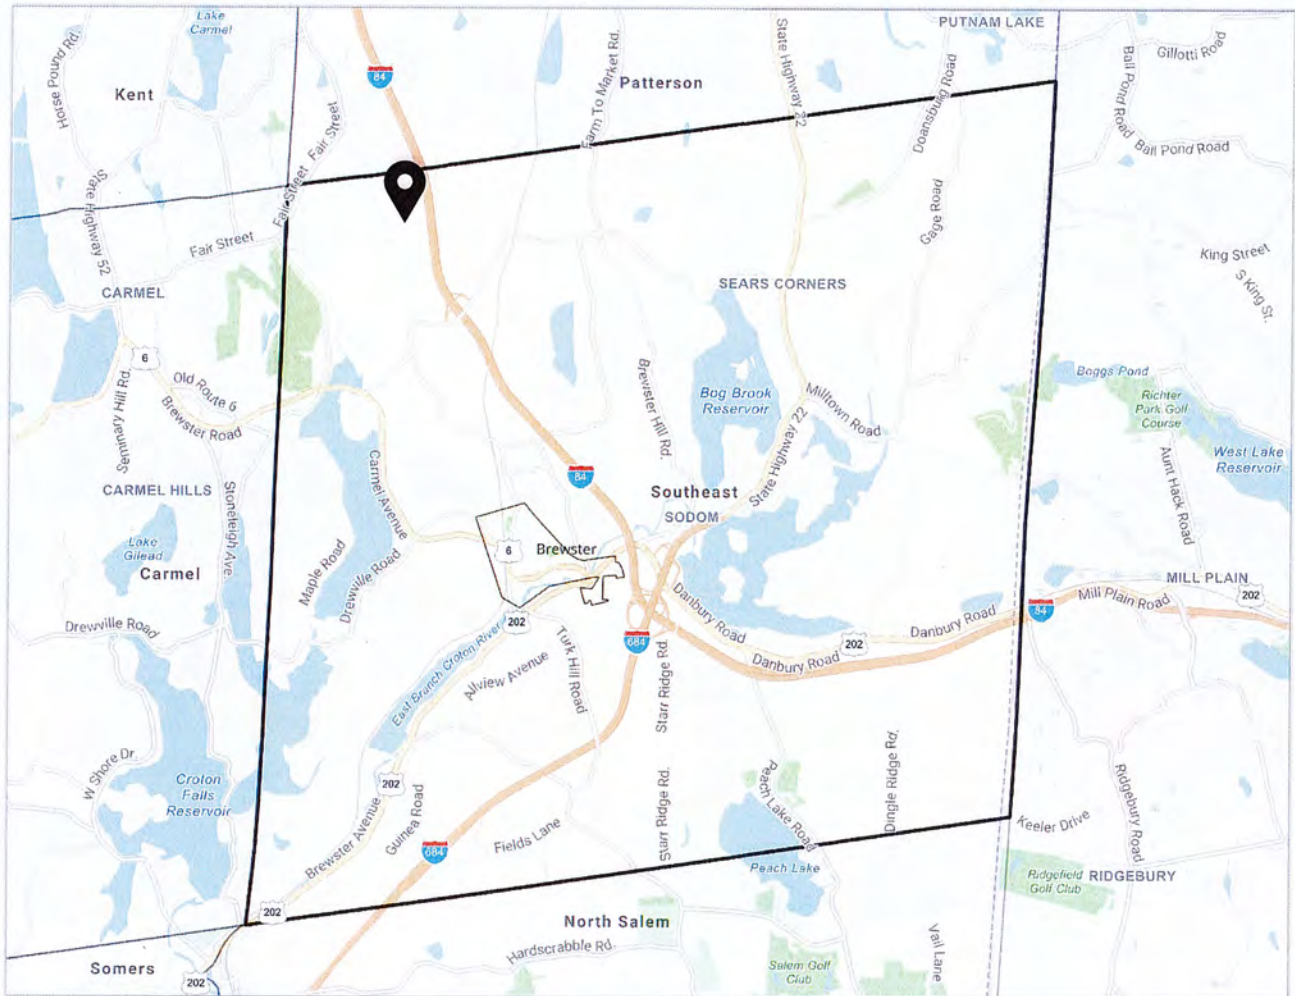 Lake
Carmel
PUTNAM LAKE
Horse Pound Rd.
Kent
84
Farm To Market Rd.
Patterson
State Highway 22
Doansburg Road
Ball Pond Road
Gillotti Road
Ball Pond Road
Fair Street
Fair Street
State Highway 52
Fair Street
Gage Road
King Street
S King St.
CARMEL
SEARS CORNERS
6
Old Route 6
Brewster Road
Seminary Hill Rd.
Brewster Hill Rd.
Bog Brook
Reservoir
Milltown Road
State Highway 22
Boggs Pond
Richter
Park Golf
Course
West Lake
Reservoir
Aunt Hack Road
Carmel Avenue
84
CARMEL HILLS
Stoneleigh Ave.
Southeast
SODOM
Lake
Gilead
Carmel
Maple Road
Drewville Road
6
Brewster
202
Drewville Road
East Branch Croton River
Allview Avenue
Turk Hill Road
684
Starr Ridge Rd.
Danbury Road
Danbury Road
202
Danbury Road
84
Mill Plain Road
MILL PLAIN
202
W Shore Dr.
Croton
Falls
Reservoir
202
Brewster Avenue
Guinea Road
684
Fields Lane
Starr Ridge Rd.
Peach Lake Road
Peach Lake
Dingle Ridge Rd.
Keeler Drive
Ridgebury Road
Ridgefield
Golf Club
RIDGEBURY
202
North Salem
Hardscrabble Rd.
Salem Golf
Club
Vail Lane
Somers
202